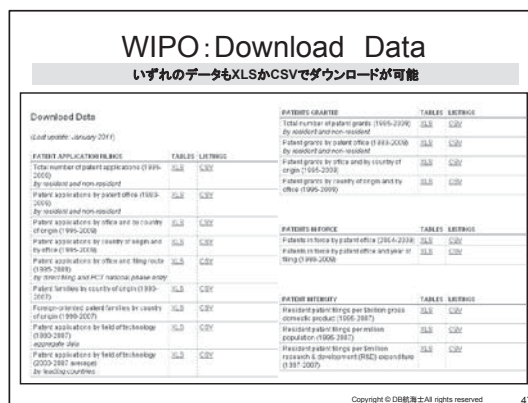 WIPO:Download Data
いずれのデータもXLSかCSVでダウンロードが可能
Download Data
(Last update: January 2011)
PATENT APPLICATION FILINGS TABLES LISTINGS
Total number of patent applications (1995-
2009) XLS CSV
by resident and non-resident
Patent applications by patent office (1883-
2009) XLS CSV
by resident and non-resident
Patent applications by office and by country
of origin (1995-2009) XLS CSV
Patent applications by country of origin and
by office (1995-2009) XLS CSV
Patent applications by office and filing route
(1995-2009) XLS CSV
by direct filing and PCT national phase entry
Patent families by country of origin (1990-
2007) XLS CSV
Foreign-oriented patent families by country
of origin (1990-2007) XLS CSV
Patent applications by field of technology
(1990-2007) XLS CSV
aggregate data
Patent applications by field of technology
(2003-2007 average) XLS CSV
by leading countries
PATENTS GRANTED TABLES LISTINGS
Total number of patent grants (1995-2009) XLS CSV
by resident and non-resident
Patent grants by patent office (1883-2009) XLS CSV
by resident and non-resident
Patent grants by office and by country of
origin (1995-2009) XLS CSV
Patent grants by country of origin and by
office (1995-2009) XLS CSV
PATENTS IN FORCE TABLES LISTINGS
Patents in force by patent office (2004-2009) XLS CSV
Patents in force by patent office and year of
filing (1998-2009) XLS CSV
PATENT INTENSITY TABLES LISTINGS
Resident patent filings per $billion gross
domestic product (1995-2007) XLS CSV
Resident patent filings per million
population (1995-2007) XLS CSV
Resident patent filings per $million
research & development (R&D) expenditure
(1997-2007) XLS CSV
Copyright © DB航海士All rights reserved